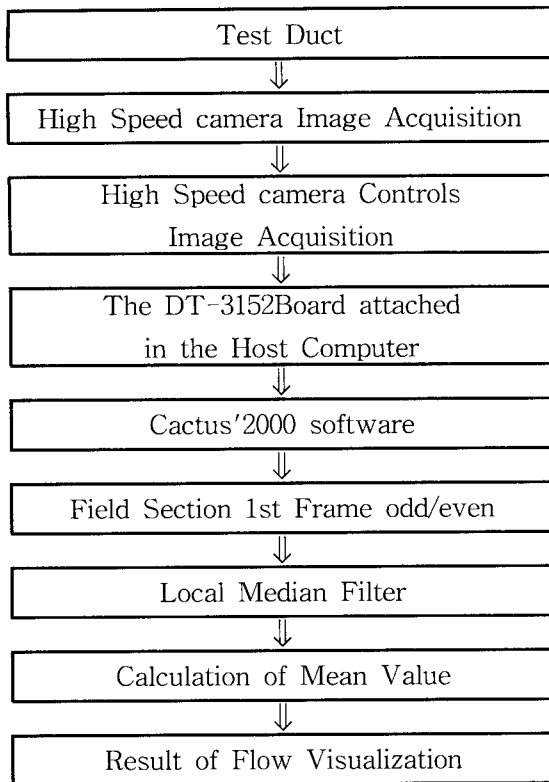 Test Duct
⇓
High Speed camera Image Acquisition
⇓
High Speed camera Controls
Image Acquisition
⇓
The DT-3152Board attached
in the Host Computer
⇓
Cactus'2000 software
⇓
Field Section 1st Frame odd/even
⇓
Local Median Filter
⇓
Calculation of Mean Value
⇓
Result of Flow Visualization